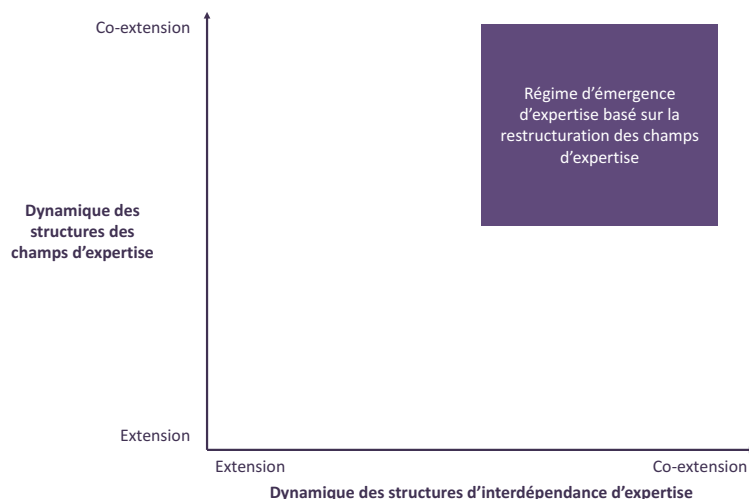 Co-extension
Régime d’émergence
d’expertise basé sur la
restructuration des champs
d’expertise
Dynamique des
structures des
champs d’expertise
Extension
Extension
Co-extension
Dynamique des structures d’interdépendance d’expertise